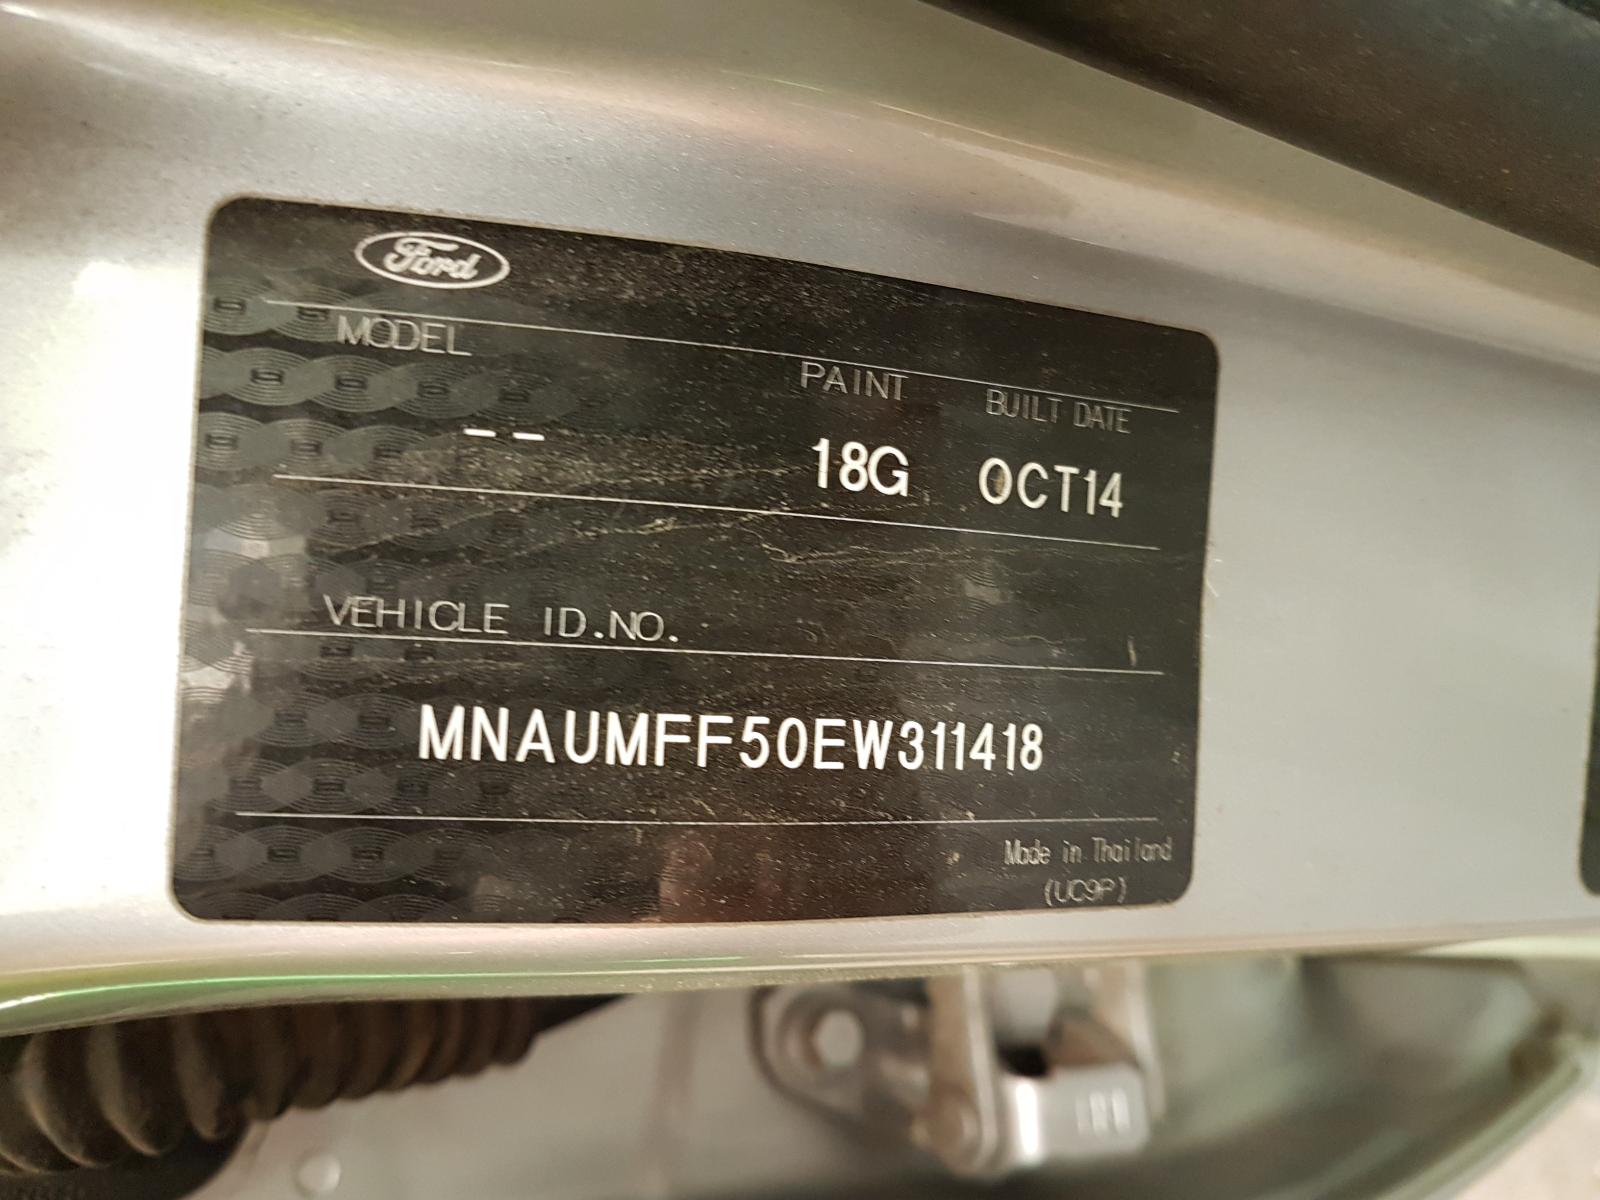 Ford
MODEL PAINT BUILT DATE
-- 18G OCT14
VEHICLE ID.NO.
MNAUMFF50EW311418
Made in Thailand
(UC9P)